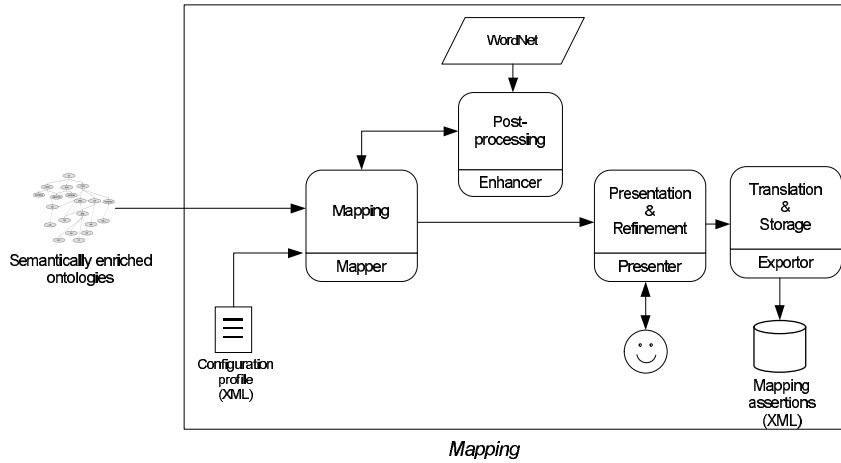 WordNet
Post-
processing
Enhancer
Mapping
Mapper
Presentation
&
Refinement
Presenter
Translation
&
Storage
Exportor
Semantically enriched
ontologies
Configuration
profile
(XML)
Mapping
assertions
(XML)
Mapping